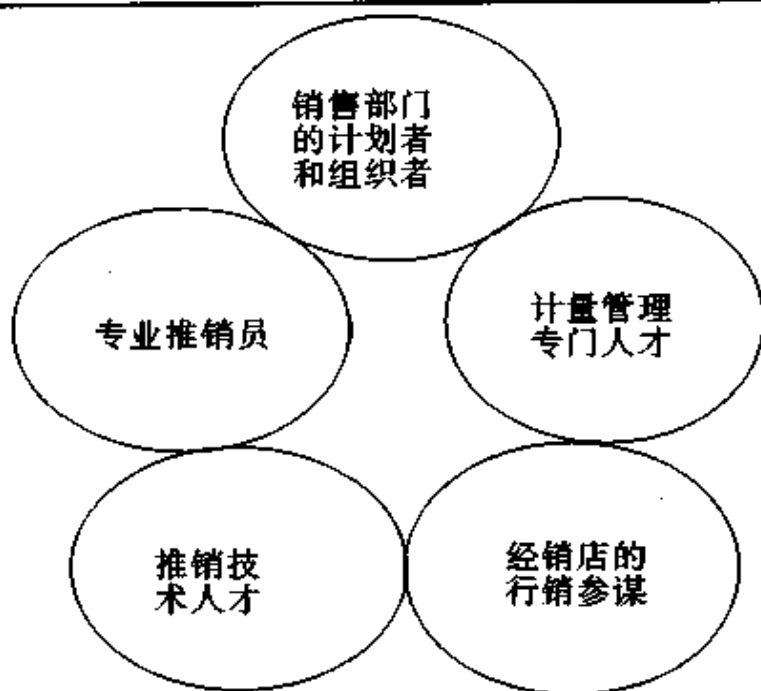 销售部门
的计划者
和组织者
专业推销员
计量管理
专门人才
推销技
术人才
经销店的
行销参谋